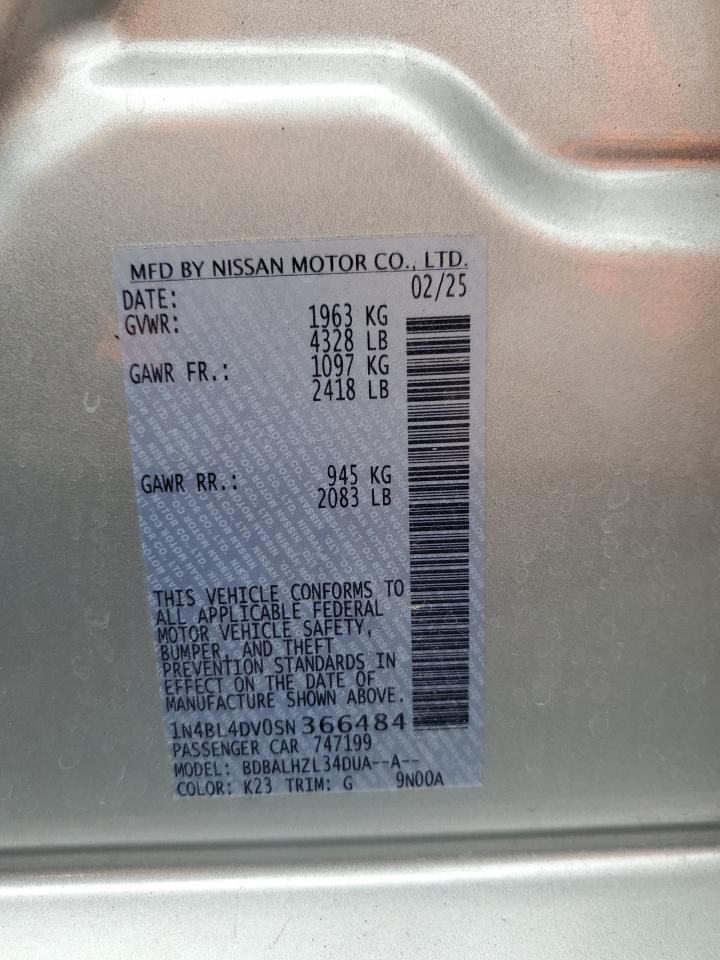 MFD BY NISSAN MOTOR CO., LTD.
DATE: 02/25
GVWR: 1963 KG
4328 LB
GAWR FR.: 1097 KG
2418 LB
GAWR RR.: 945 KG
2083 LB
THIS VEHICLE CONFORMS TO
ALL APPLICABLE FEDERAL
MOTOR VEHICLE SAFETY,
BUMPER, AND THEFT
PREVENTION STANDARDS IN
EFFECT ON THE DATE OF
MANUFACTURE SHOWN ABOVE.
1N4BL4DV0SN366484
PASSENGER CAR 747199
MODEL: BDBALHZL34DUA--A--
COLOR: K23 TRIM: G 9N00A